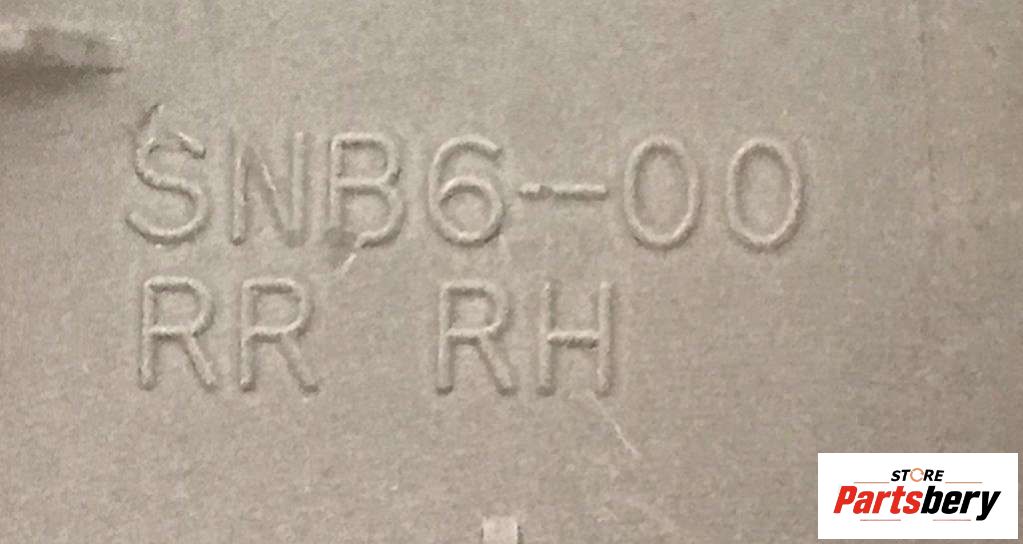 SNB6-00
RR RH
STORE
Partsbery